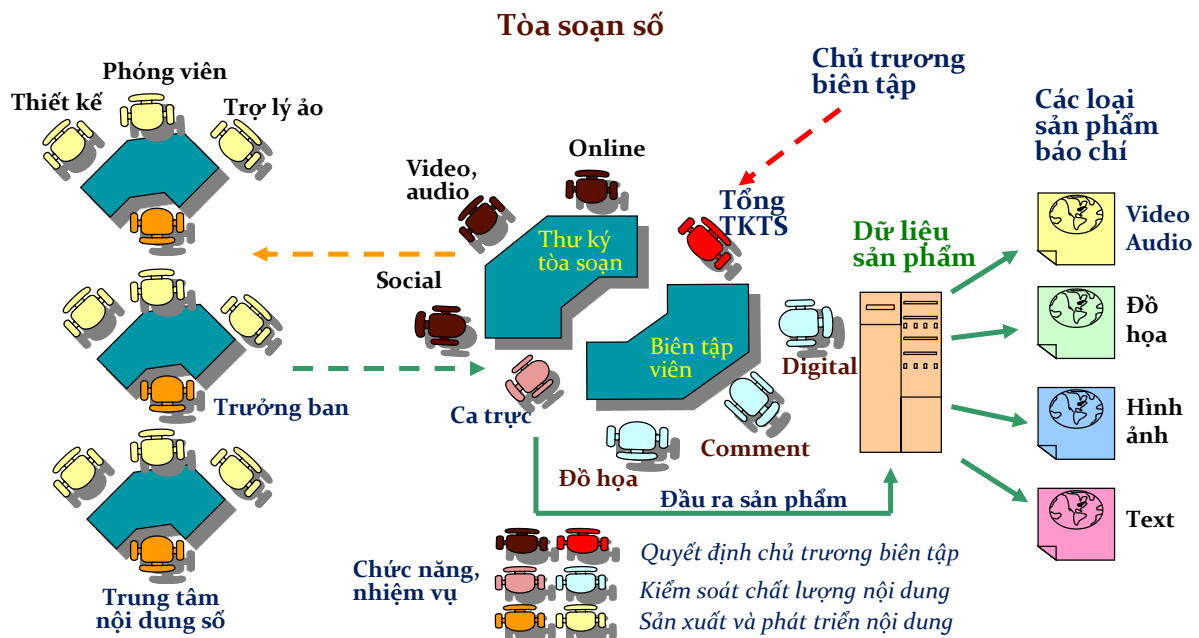 Tòa soạn số
Phóng viên
Thiết kế
Trợ lý ảo
Chủ trương
biên tập
Các loại
sản phẩm
báo chí
Online
Video,
audio
Tổng
TKTS
Thư ký
tòa soạn
Dữ liệu
sản phẩm
Video
Audio
Social
Đồ
họa
Biên tập
viên
Digital
Trưởng ban
Ca trực
Comment
Hình
ảnh
Đồ họa
Đầu ra sản phẩm
Text
Chức năng,
nhiệm vụ
Quyết định chủ trương biên tập
Kiểm soát chất lượng nội dung
Sản xuất và phát triển nội dung
Trung tâm
nội dung số